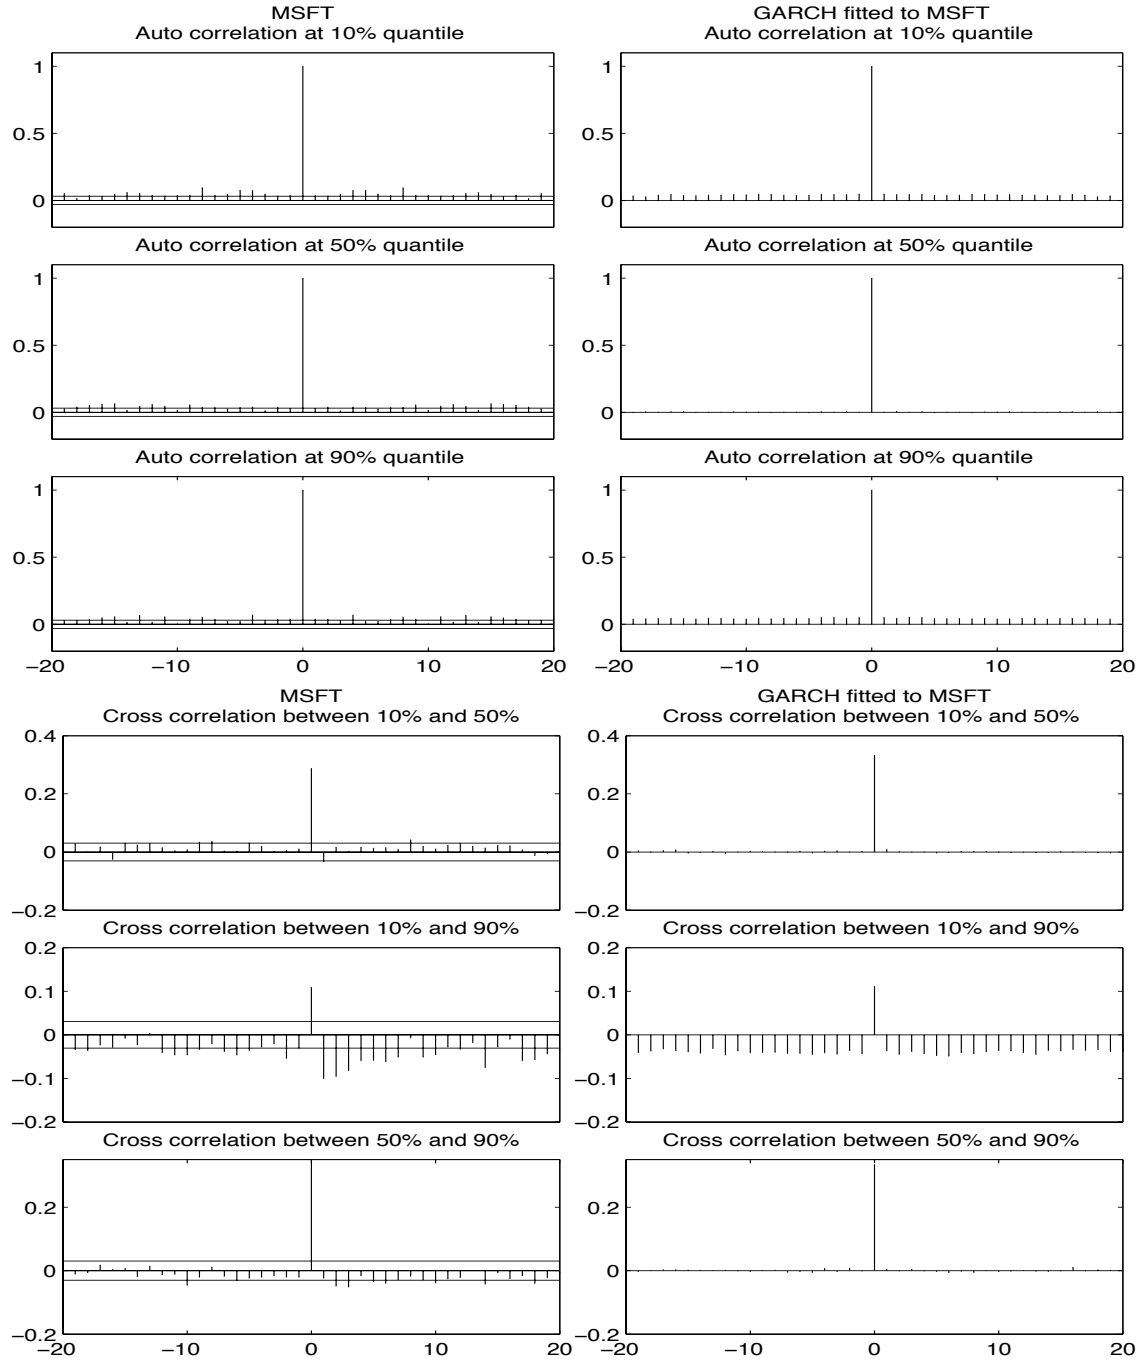 MSFT
Auto correlation at 10% quantile
1
0.5
0
GARCH fitted to MSFT
Auto correlation at 10% quantile
1
0.5
0
Auto correlation at 50% quantile
1
0.5
0
Auto correlation at 50% quantile
1
0.5
0
Auto correlation at 90% quantile
1
0.5
0
−20 −10 0 10 20
Auto correlation at 90% quantile
1
0.5
0
−20 −10 0 10 20
MSFT
Cross correlation between 10% and 50%
0.4
0.2
0
−0.2
GARCH fitted to MSFT
Cross correlation between 10% and 50%
0.4
0.2
0
−0.2
Cross correlation between 10% and 90%
0.2
0.1
0
−0.1
−0.2
Cross correlation between 10% and 90%
0.2
0.1
0
−0.1
−0.2
Cross correlation between 50% and 90%
0.2
0
−0.2
−20 −10 0 10 20
Cross correlation between 50% and 90%
0.2
0
−0.2
−20 −10 0 10 20